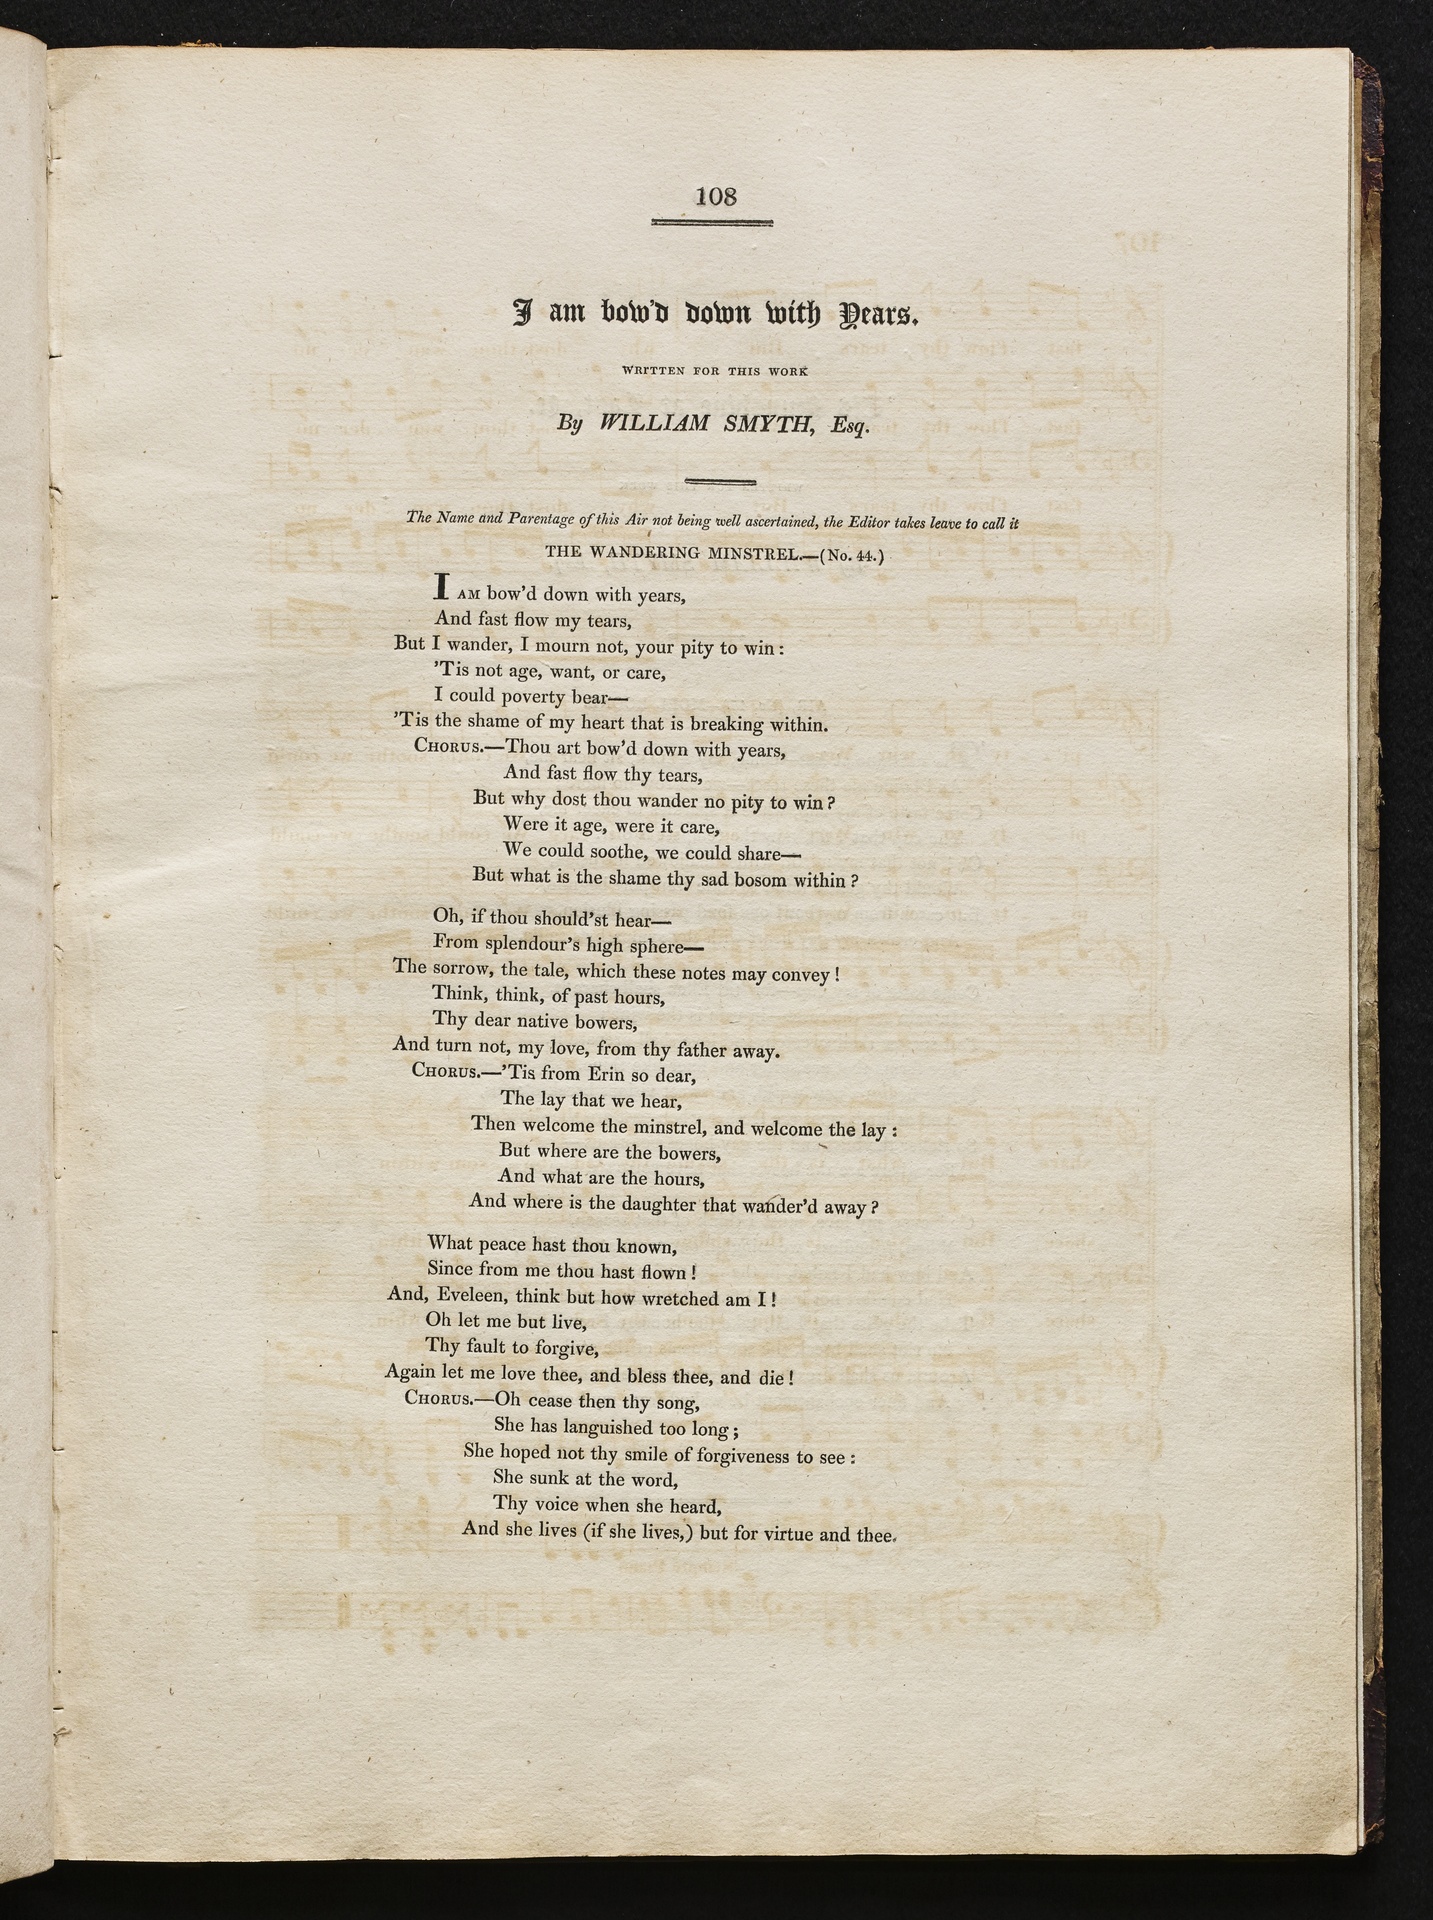 108
I am bow'd down with Years.
WRITTEN FOR THIS WORK
By WILLIAM SMYTH, Esq.
The Name and Parentage of this Air not being well ascertained, the Editor takes leave to call it
THE WANDERING MINSTREL.—(No. 44.)
I AM bow'd down with years,
And fast flow my tears,
But I wander, I mourn not, your pity to win :
'Tis not age, want, or care,
I could poverty bear—
'Tis the shame of my heart that is breaking within.
CHORUS.—Thou art bow'd down with years,
And fast flow thy tears,
But why dost thou wander no pity to win ?
Were it age, were it care,
We could soothe, we could share—
But what is the shame thy sad bosom within ?
Oh, if thou should'st hear—
From splendour's high sphere—
The sorrow, the tale, which these notes may convey !
Think, think, of past hours,
Thy dear native bowers,
And turn not, my love, from thy father away.
CHORUS.—'Tis from Erin so dear,
The lay that we hear,
Then welcome the minstrel, and welcome the lay :
But where are the bowers,
And what are the hours,
And where is the daughter that wander'd away ?
What peace hast thou known,
Since from me thou hast flown !
And, Eveleen, think but how wretched am I !
Oh let me but live,
Thy fault to forgive,
Again let me love thee, and bless thee, and die !
CHORUS.—Oh cease then thy song,
She has languished too long ;
She hoped not thy smile of forgiveness to see :
She sunk at the word,
Thy voice when she heard,
And she lives (if she lives,) but for virtue and thee.